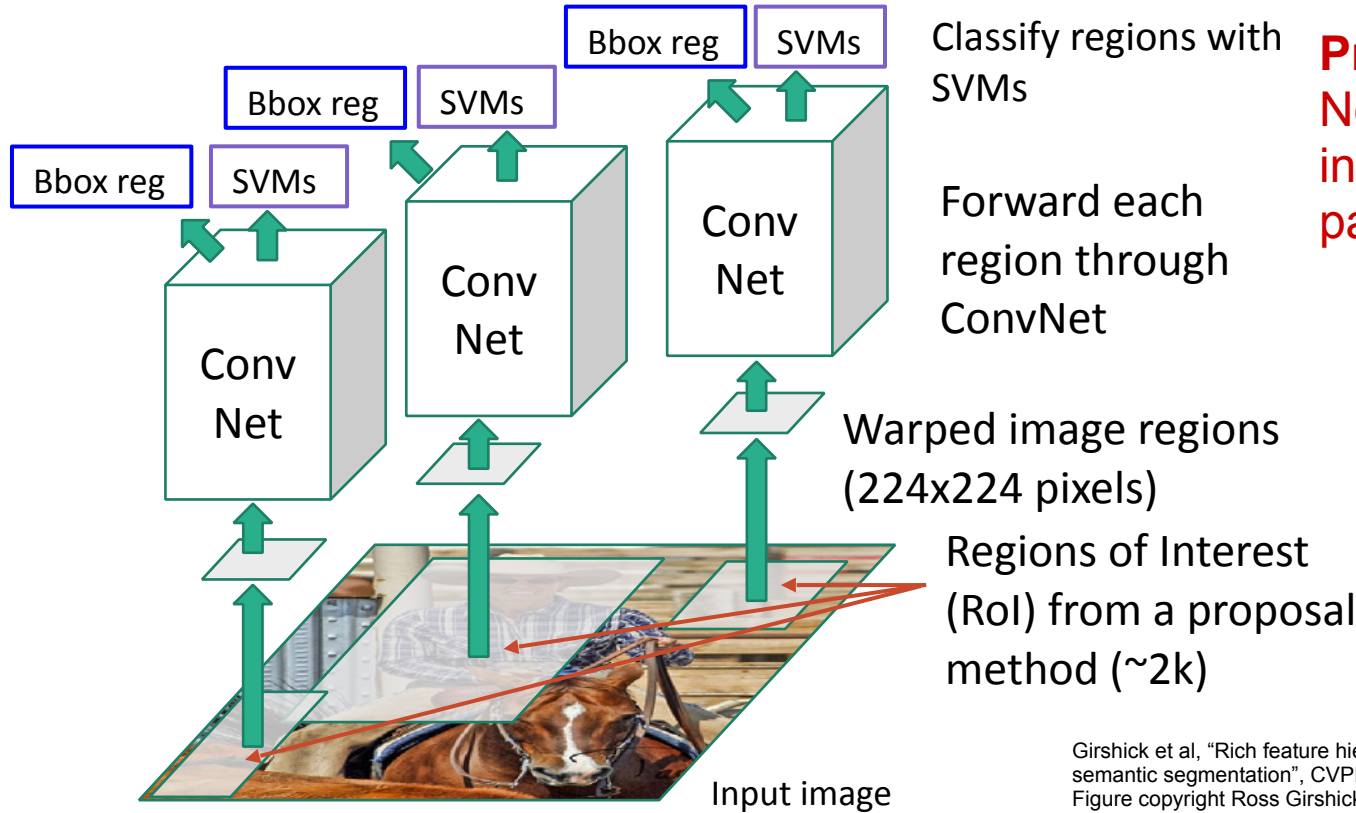 Bbox reg
SVMs
Bbox reg
SVMs
Bbox reg
SVMs
Conv
Net
Conv
Net
Conv
Net
Classify regions with
SVMs
Forward each
region through
ConvNet
Warped image regions
(224x224 pixels)
Regions of Interest
(RoI) from a proposal
method (~2k)
Input image
in
Girshick et al, “Rich feature
semantic segmentation”,
Figure copyright Ross